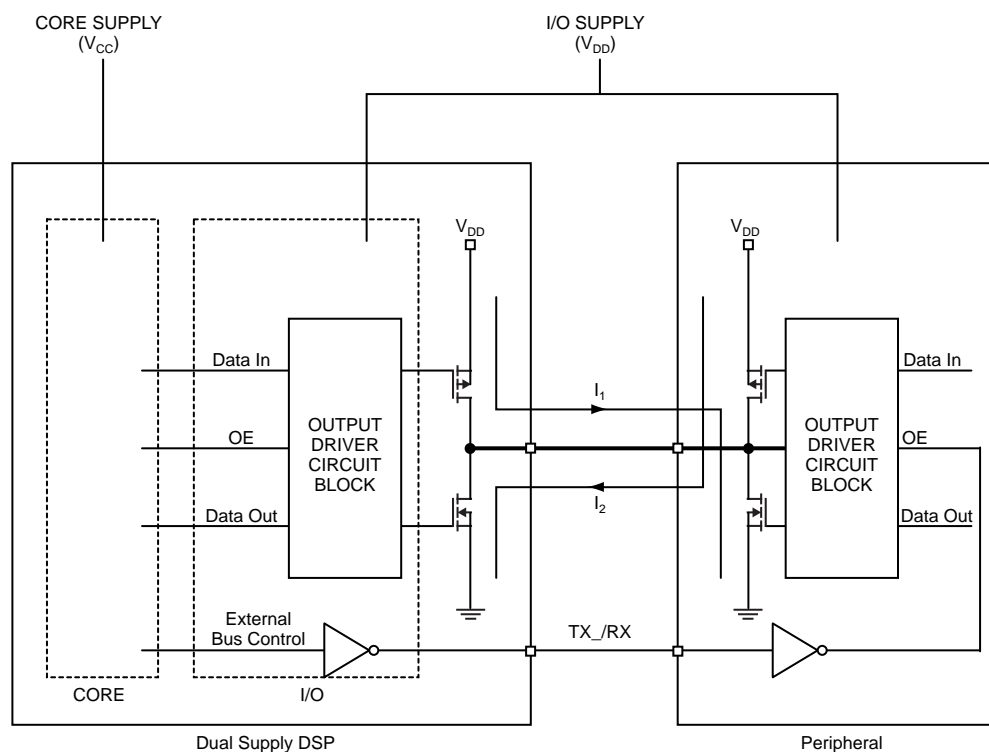 CORE SUPPLY
(VCC)
I/O SUPPLY
(VDD)
VDD
VDD
Data In
OE
Data Out
OUTPUT
DRIVER
CIRCUIT
BLOCK
I1
I2
OUTPUT
DRIVER
CIRCUIT
BLOCK
Data In
OE
Data Out
External
Bus Control
TX_/RX
CORE
I/O
Dual Supply DSP
Peripheral